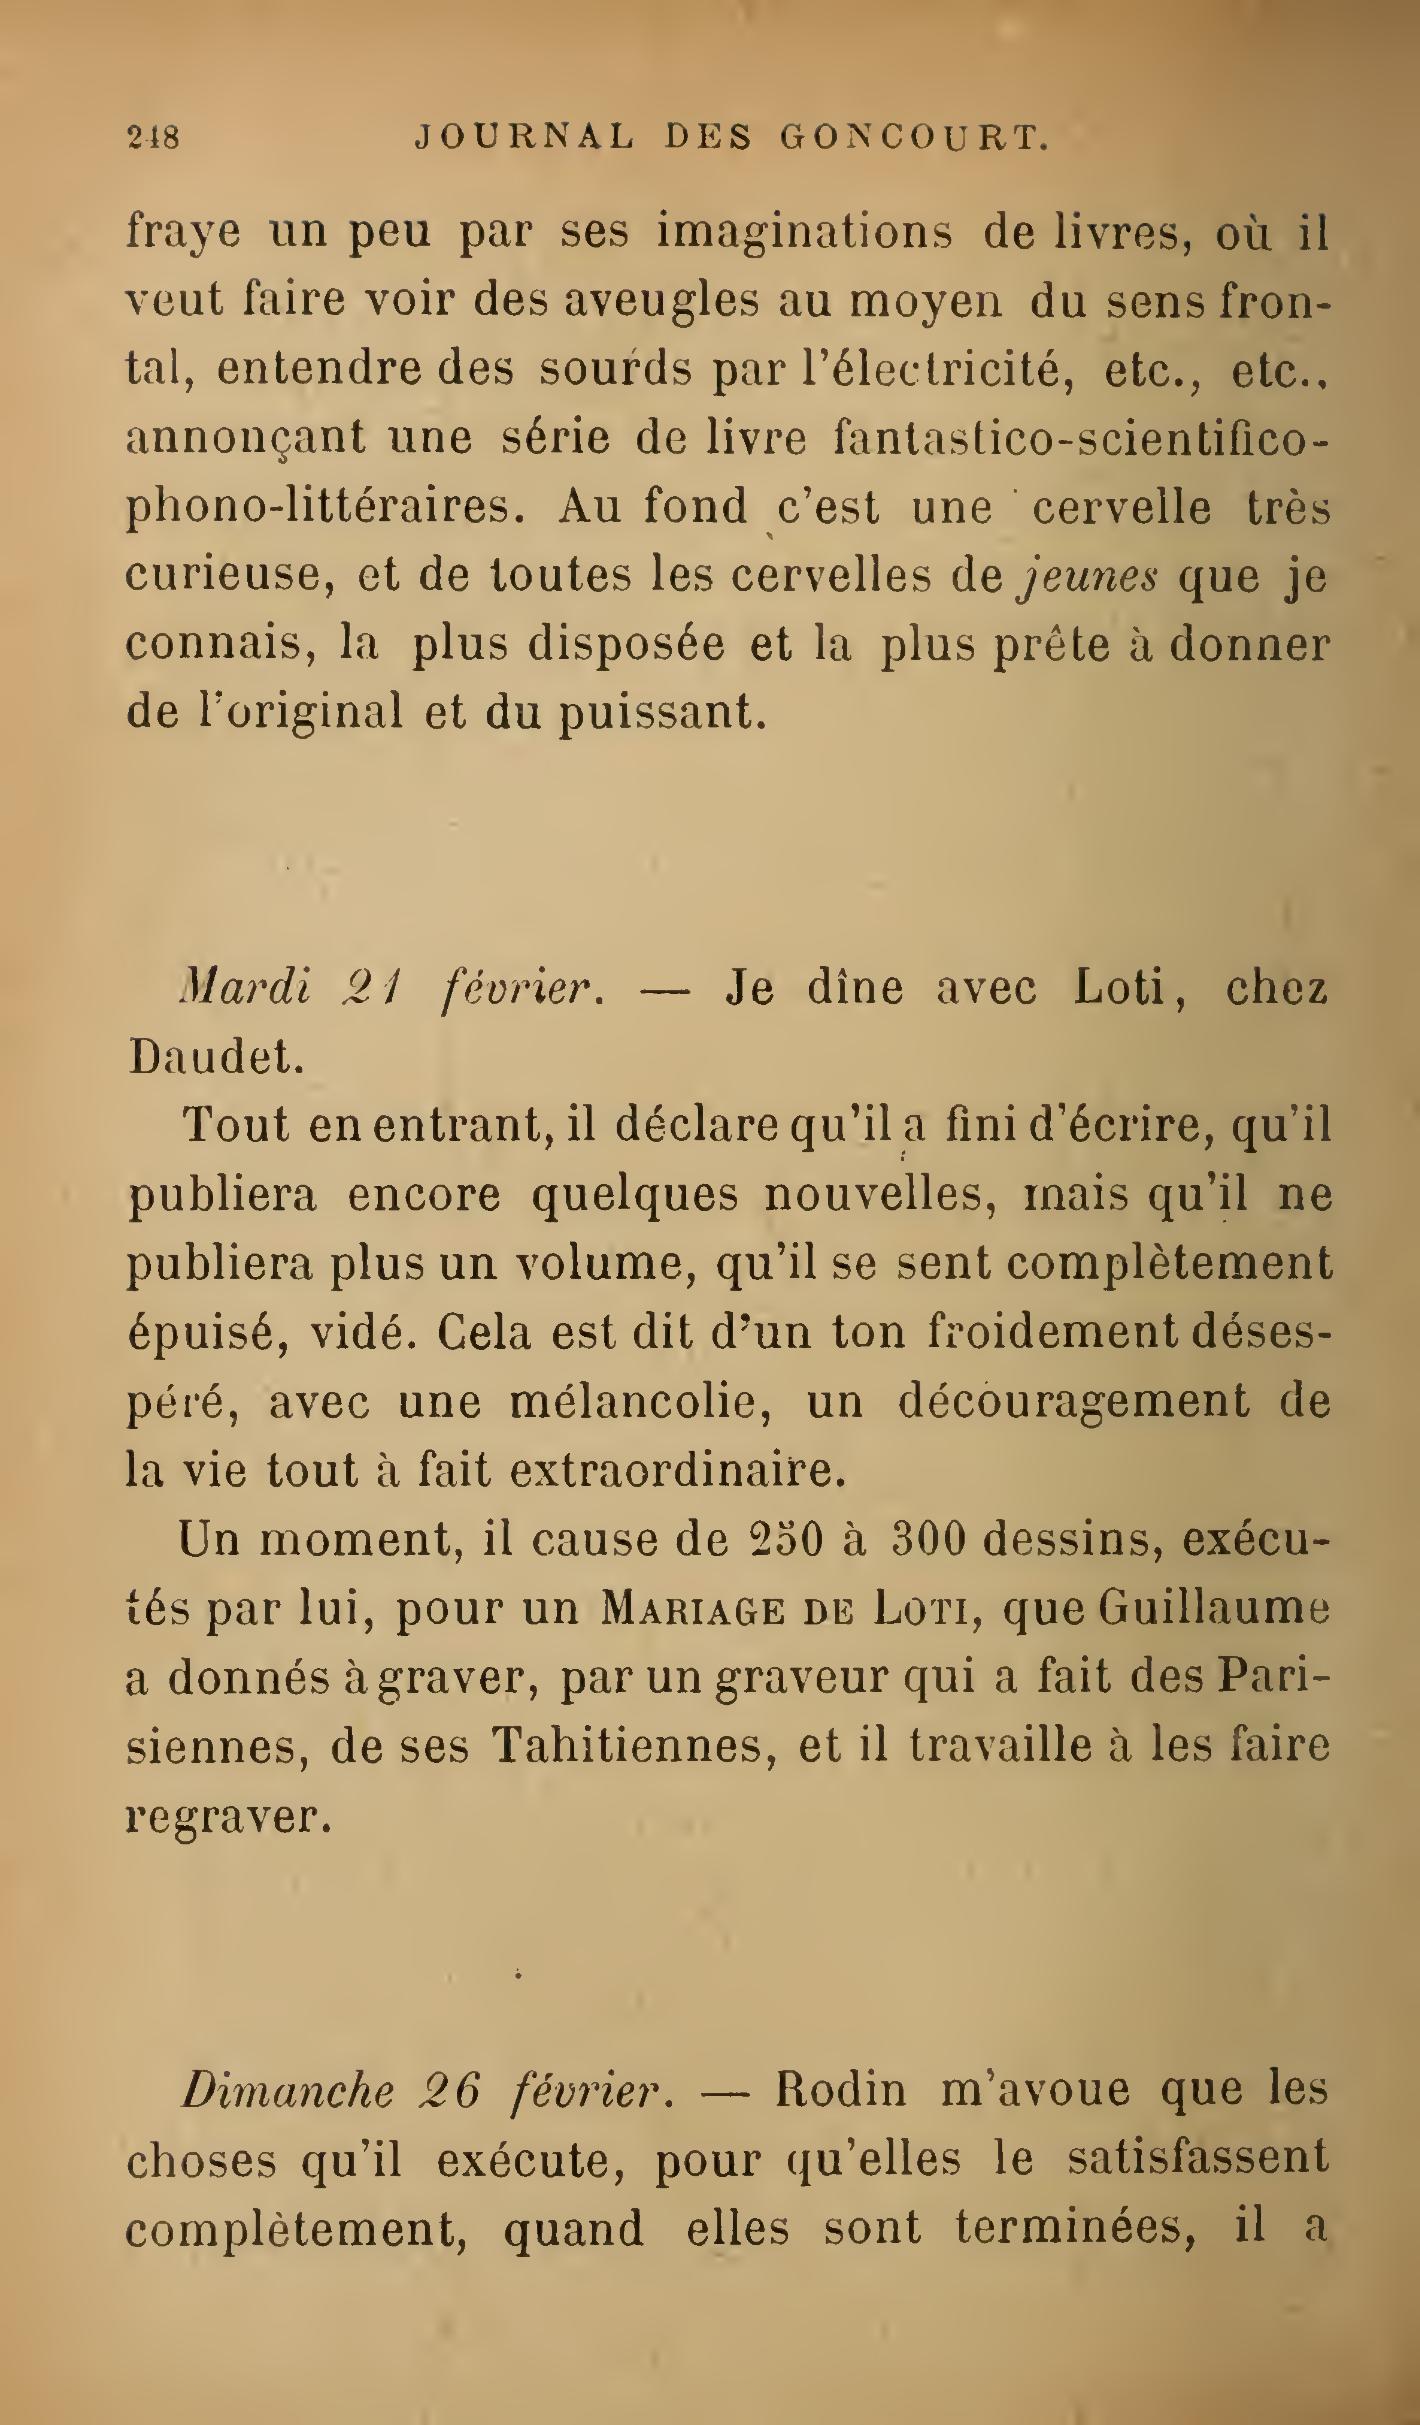 248 JOURNAL DES GONCOURT.
fraye un peu par ses imaginations de livres, où il
veut faire voir des aveugles au moyen du sens fron-
tal, entendre des sourds par l'électricité, etc., etc.,
annonçant une série de livre fantastico-scientifico-
phono-littéraires. Au fond c'est une cervelle très
curieuse, et de toutes les cervelles de jeunes que je
connais, la plus disposée et la plus prête à donner
de l'original et du puissant.
Mardi 21 février. — Je dîne avec Loti, chez
Daudet.
Tout en entrant, il déclare qu'il a fini d'écrire, qu'il
publiera encore quelques nouvelles, mais qu'il ne
publiera plus un volume, qu'il se sent complètement
épuisé, vidé. Cela est dit d'un ton froidement déses-
péré, avec une mélancolie, un découragement de
la vie tout à fait extraordinaire.
Un moment, il cause de 250 à 300 dessins, exécu-
tés par lui, pour un MARIAGE DE LOTI, que Guillaume
a donnés à graver, par un graveur qui a fait des Pari-
siennes, de ses Tahitiennes, et il travaille à les faire
regraver.
Dimanche 26 février. — Rodin m'avoue que les
choses qu'il exécute, pour qu'elles le satisfassent
complètement, quand elles sont terminées, il a